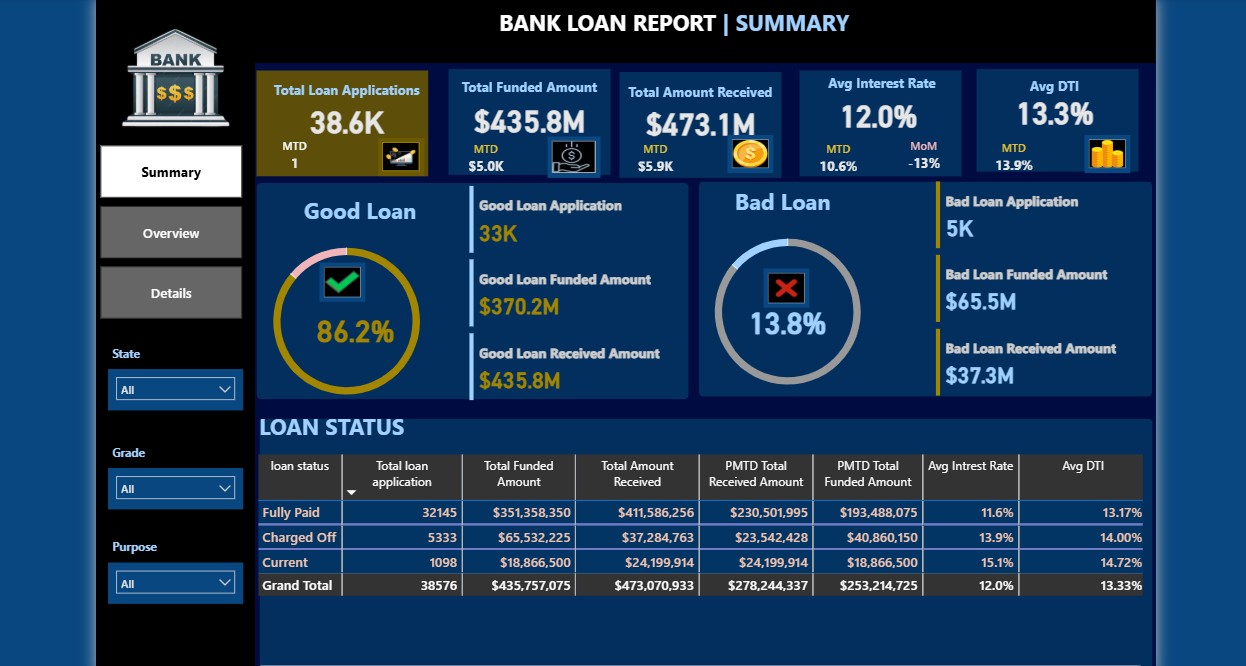 BANK LOAN REPORT | SUMMARY
BANK
$$$
Summary
Overview
Details
State
All
Grade
All
Purpose
All
Total Loan Applications
38.6K
MTD
1
Total Funded Amount
$435.8M
MTD
$5.0K
Total Amount Received
$473.1M
MTD
$5.9K
Avg Interest Rate
12.0%
MTD
10.6%
MoM
-13%
Avg DTI
13.3%
MTD
13.9%
Good Loan
86.2%
Good Loan Application
33K
Good Loan Funded Amount
$370.2M
Good Loan Received Amount
$435.8M
Bad Loan
13.8%
Bad Loan Application
5K
Bad Loan Funded Amount
$65.5M
Bad Loan Received Amount
$37.3M
LOAN STATUS
loan status Total loan application Total Funded Amount Total Amount Received PMTD Total Received Amount PMTD Total Funded Amount Avg Intrest Rate Avg DTI
Fully Paid 32145 $351,358,350 $411,586,256 $230,501,995 $193,488,075 11.6% 13.17%
Charged Off 5333 $65,532,225 $37,284,763 $23,542,428 $40,860,150 13.9% 14.00%
Current 1098 $18,866,500 $24,199,914 $24,199,914 $18,866,500 15.1% 14.72%
Grand Total 38576 $435,757,075 $473,070,933 $278,244,337 $253,214,725 12.0% 13.33%